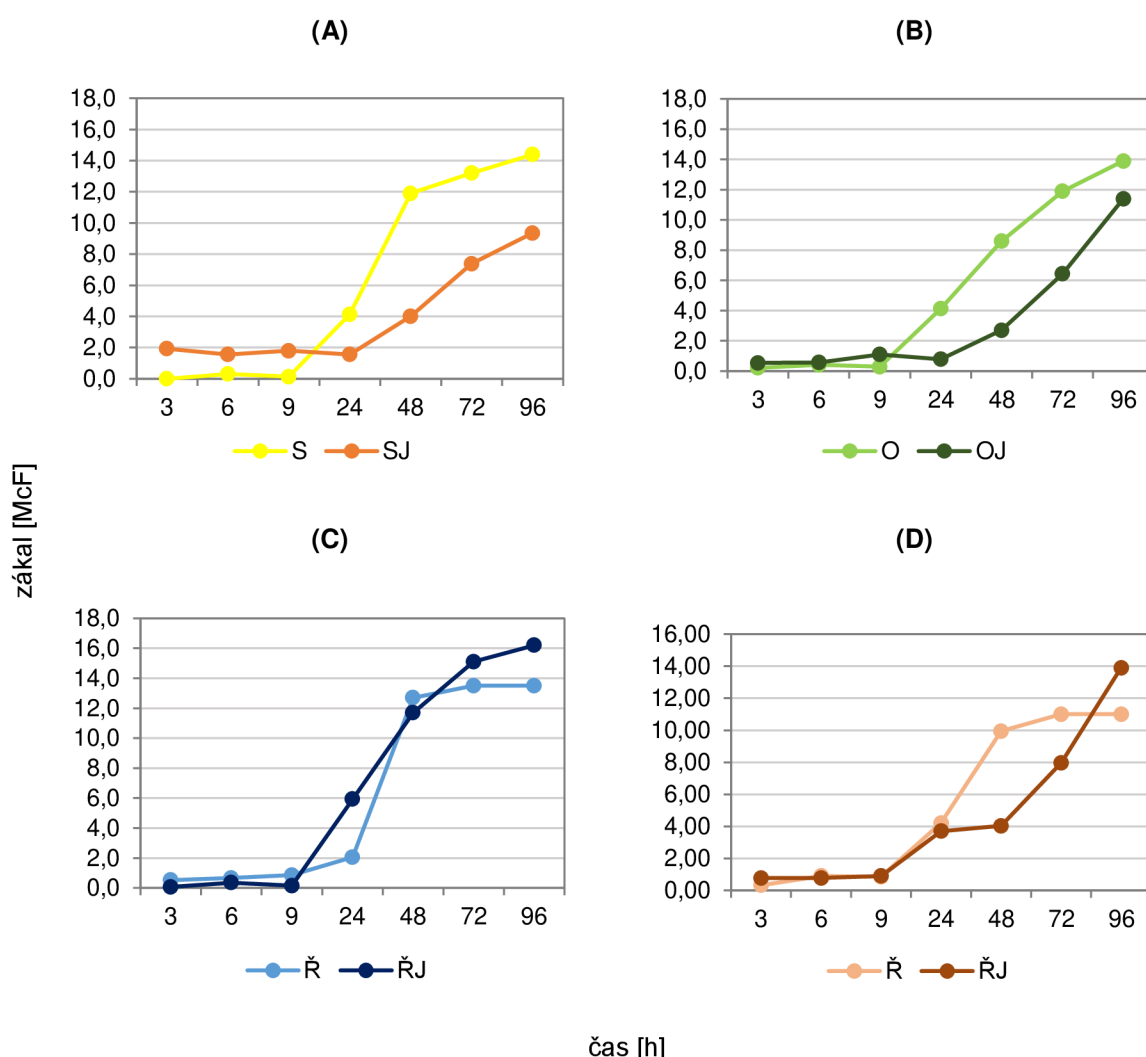 (A)
18,0
16,0
14,0
12,0
10,0
8,0
6,0
4,0
2,0
0,0
3 6 9 24 48 72 96
S SJ
(B)
18,0
16,0
14,0
12,0
10,0
8,0
6,0
4,0
2,0
0,0
3 6 9 24 48 72 96
O OJ
zákal [McF]
(C)
18,0
16,0
14,0
12,0
10,0
8,0
6,0
4,0
2,0
0,0
3 6 9 24 48 72 96
Ř ŘJ
(D)
16,00
14,00
12,00
10,00
8,00
6,00
4,00
2,00
0,00
3 6 9 24 48 72 96
Ř ŘJ
čas [h]